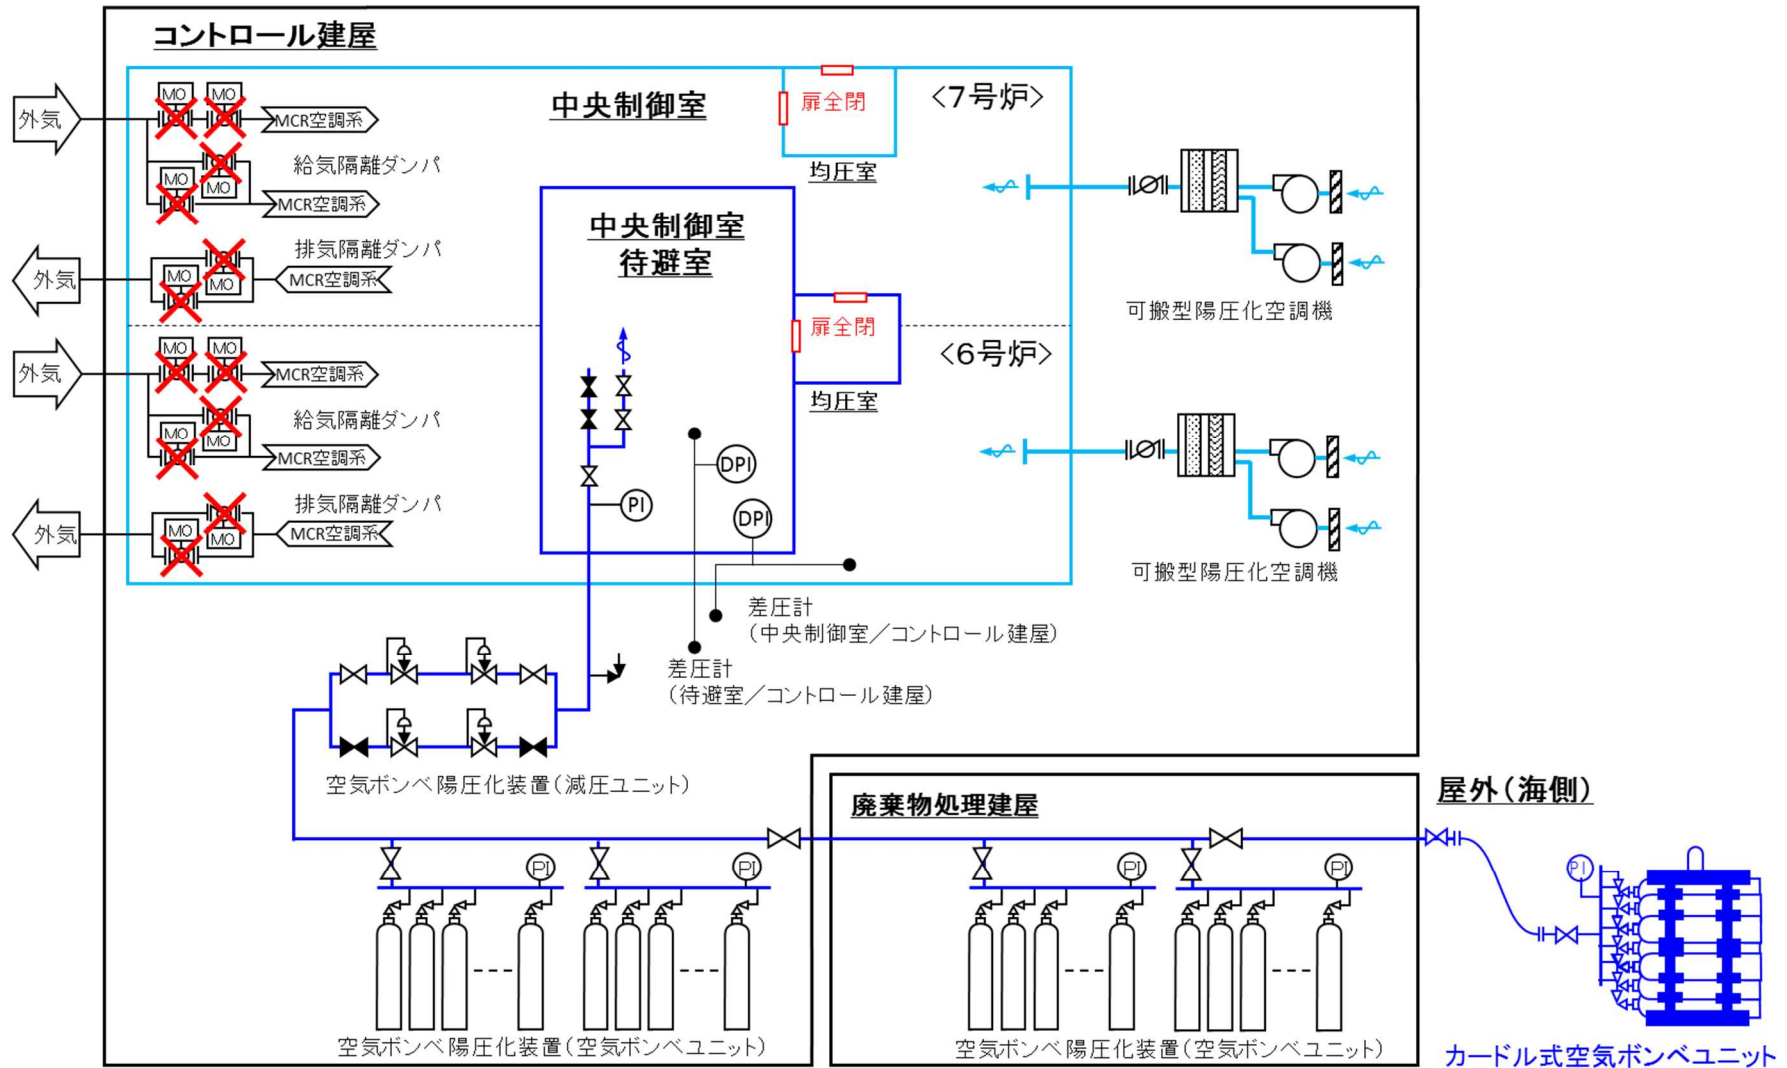 コントロール建屋
中央制御室
<7号炉>
扉全閉
均圧室
外気
MO
MO
MCR空調系
給気隔離ダンパ
MO
MO
MCR空調系
排気隔離ダンパ
外気
MO
MO
MCR空調系
中央制御室
待避室
可搬型陽圧化空調機
扉全閉
<6号炉>
均圧室
外気
MO
MO
MCR空調系
給気隔離ダンパ
MO
MO
MCR空調系
排気隔離ダンパ
外気
MO
MO
MCR空調系
DPI
PI
DPI
可搬型陽圧化空調機
差圧計
(中央制御室/コントロール建屋)
差圧計
(待避室/コントロール建屋)
空気ボンベ陽圧化装置(減圧ユニット)
廃棄物処理建屋
屋外(海側)
PI
PI
PI
PI
PI
空気ボンベ陽圧化装置(空気ボンベユニット)
空気ボンベ陽圧化装置(空気ボンベユニット)
カードル式空気ボンベユニット